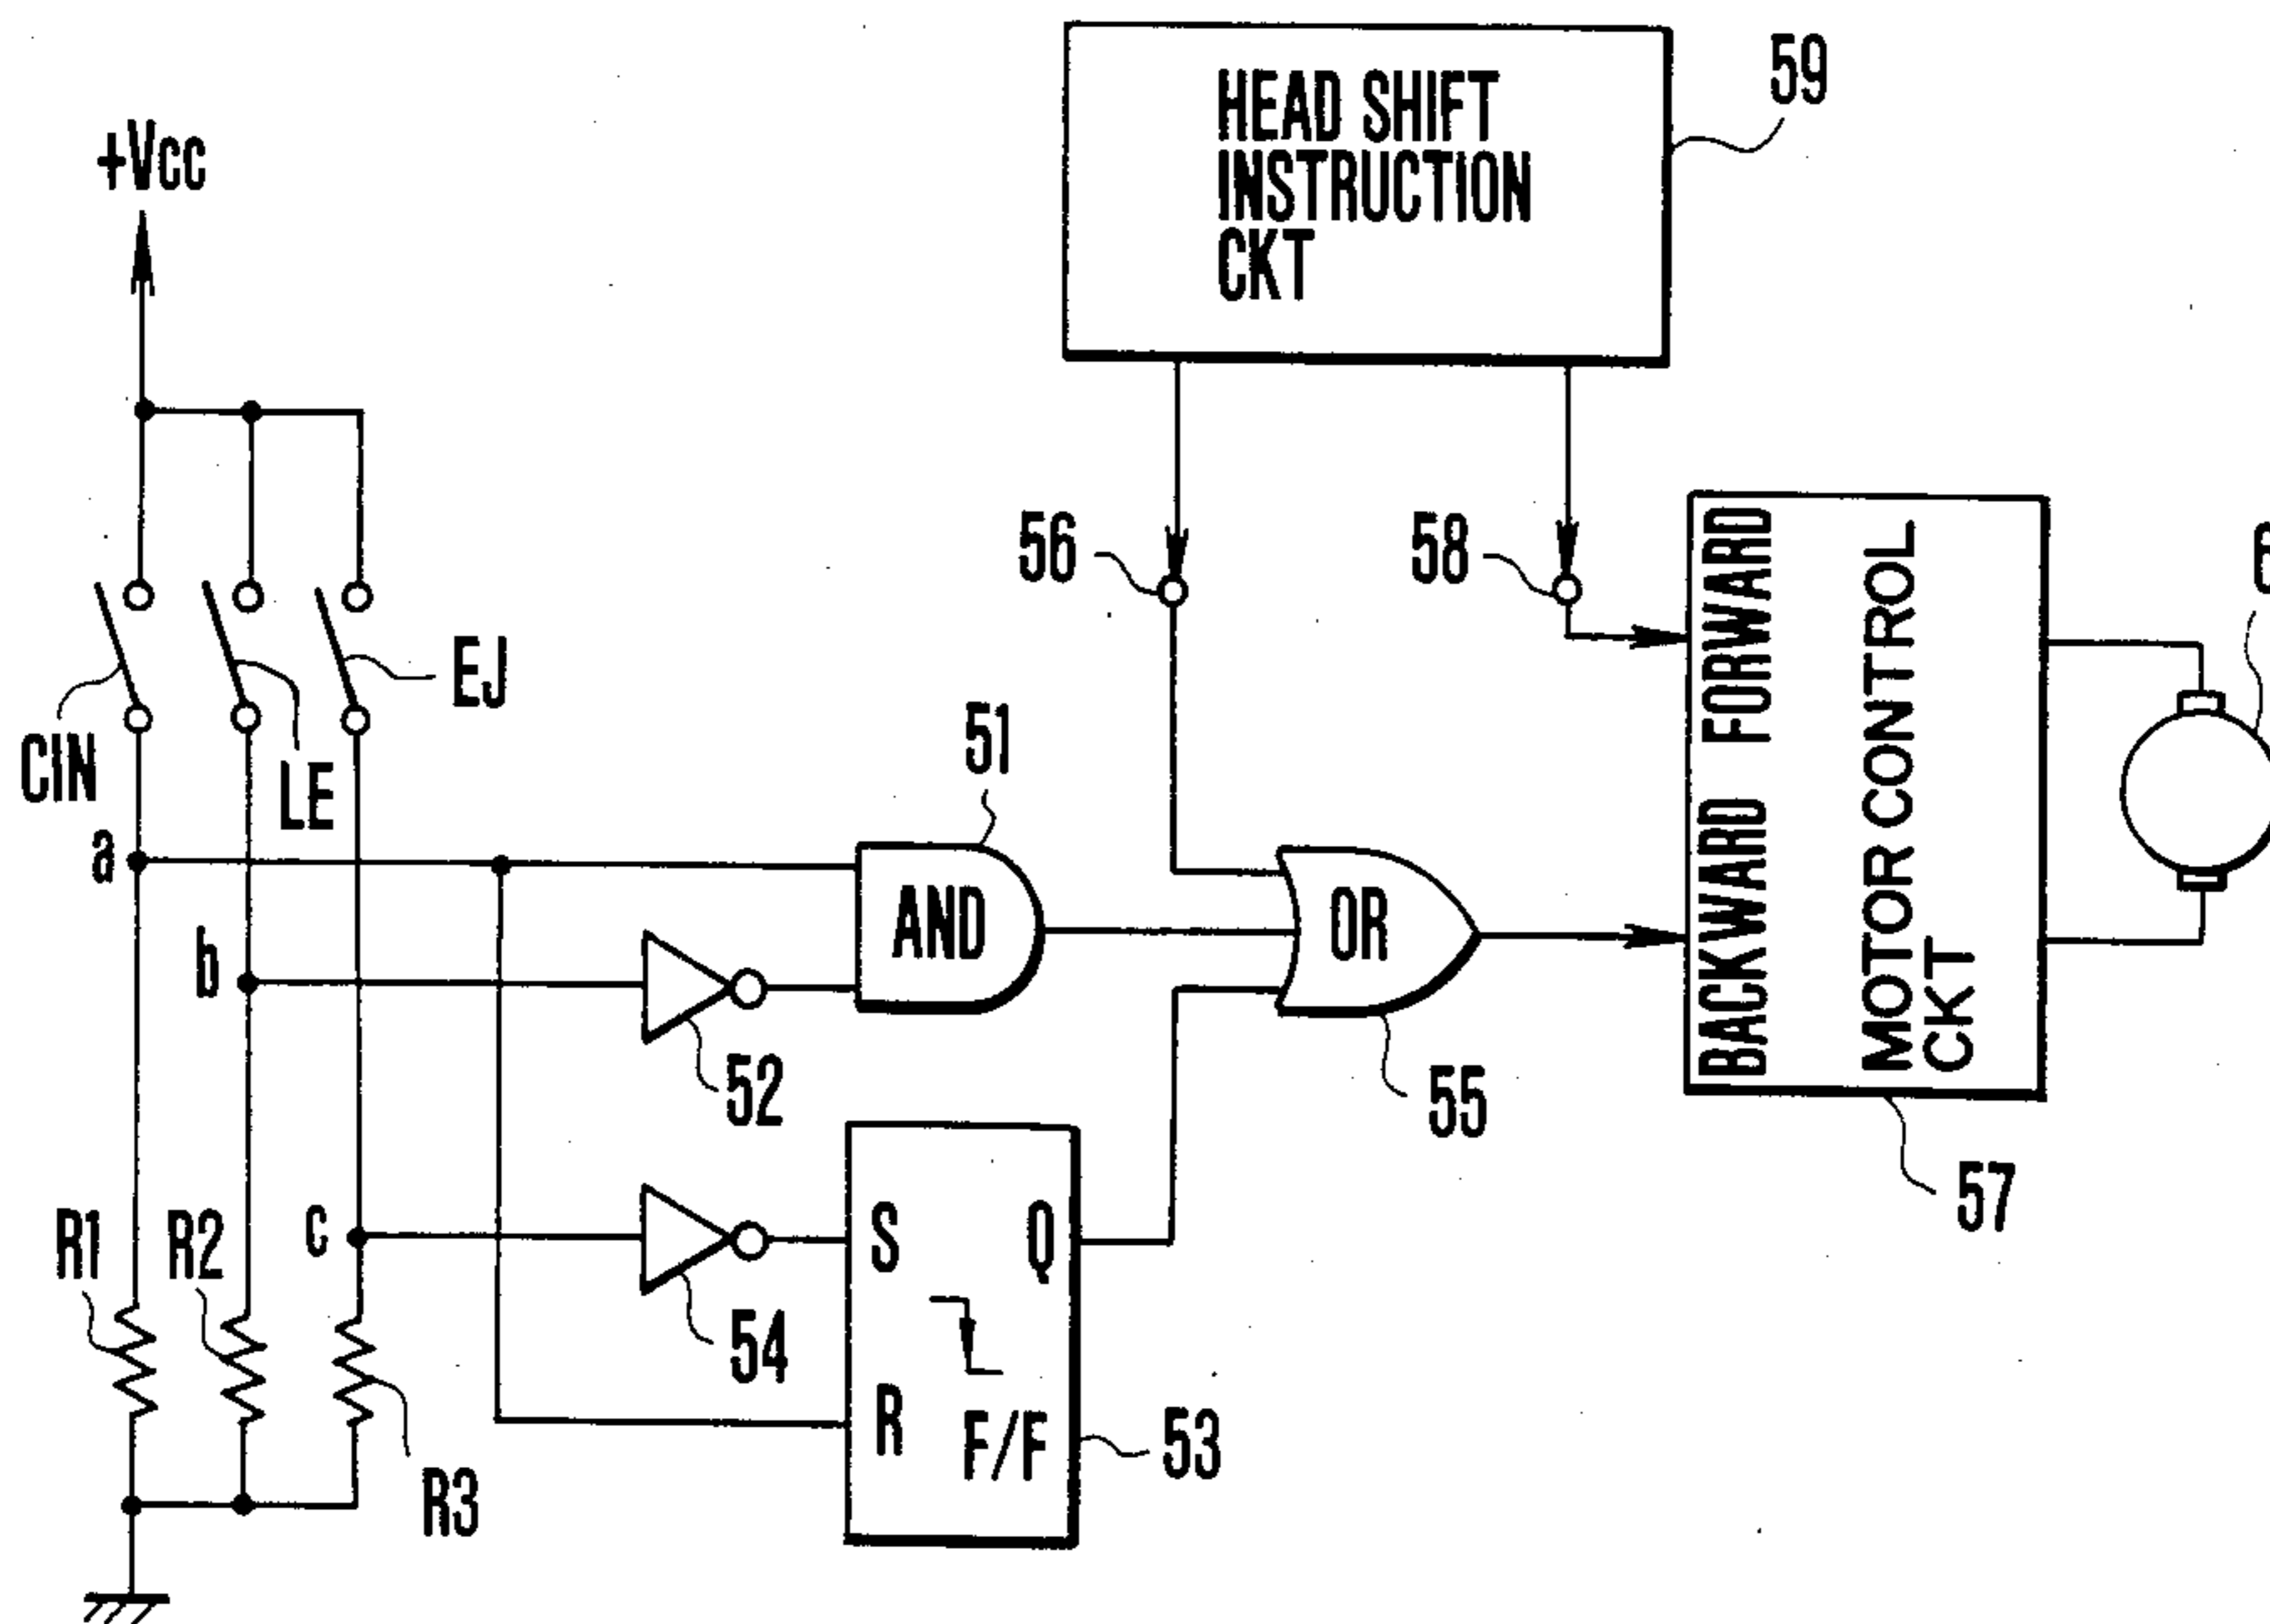 HEAD SHIFT
INSTRUCTION
CKT
59
+Vcc
56
58
FORWARD
BACKWARD
MOTOR CONTROL
CKT
CIN
LE
EJ
51
a
AND
OR
b
52
55
57
R1
R2
c
S
Q
54
R
F/F
53
R3